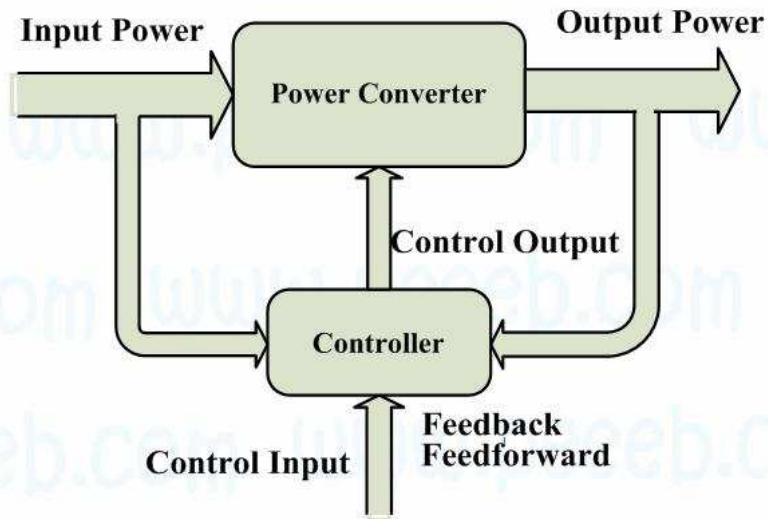 Input Power
Output Power
Power Converter
Control Output
Controller
Feedback
Feedforward
Control Input